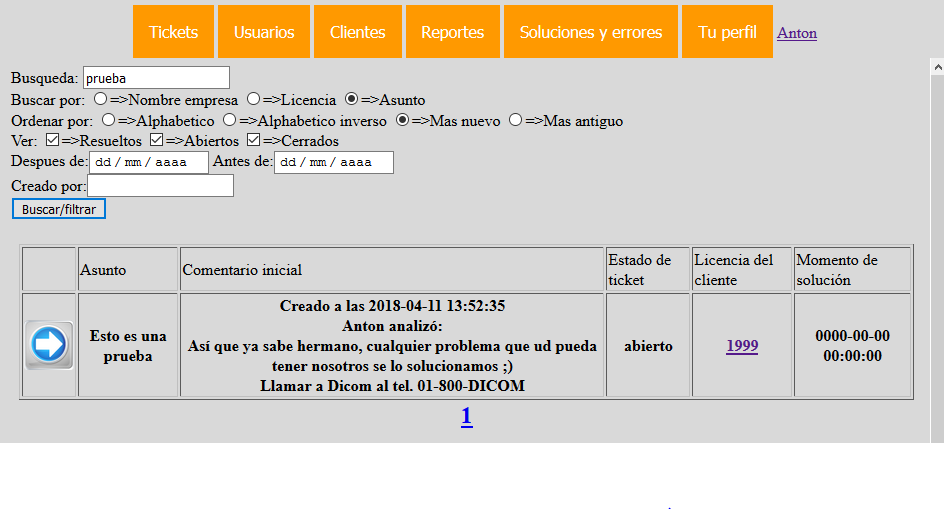 Tickets Usuarios Clientes Reportes Soluciones y errores Tu perfil Anton
Busqueda: prueba
Buscar por: =>Nombre empresa =>Licencia =>Asunto
Ordenar por: =>Alphabetico =>Alphabetico inverso =>Mas nuevo =>Mas antiguo
Ver: =>Resueltos =>Abiertos =>Cerrados
Despues de: dd / mm / aaaa Antes de: dd / mm / aaaa
Creado por:
Buscar/filtrar
Asunto
Comentario inicial
Estado de
ticket
Licencia del
cliente
Momento de
solución
Esto es una
prueba
Creado a las 2018-04-11 13:52:35
Anton analizó:
Así que ya sabe hermano, cualquier problema que ud pueda
tener nosotros se lo solucionamos ;)
Llamar a Dicom al tel. 01-800-DICOM
abierto
1999
0000-00-00
00:00:00
1